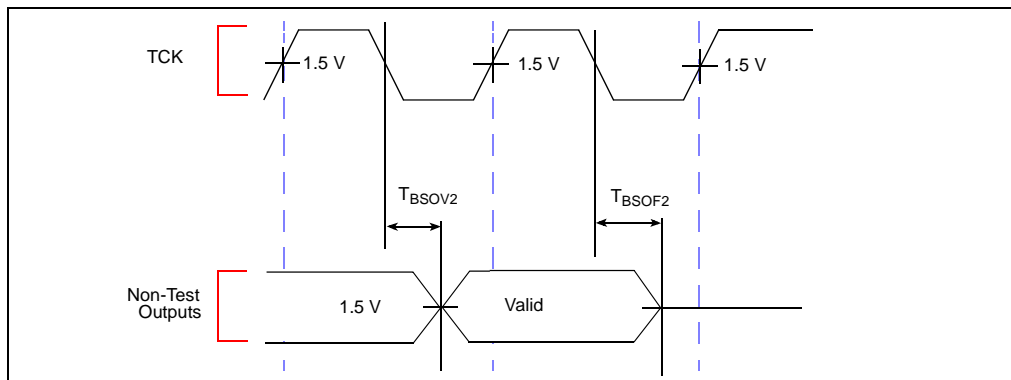 TCK
1.5 V
1.5 V
1.5 V
TBSOV2
TBSOF2
Non-Test
Outputs
1.5 V
Valid